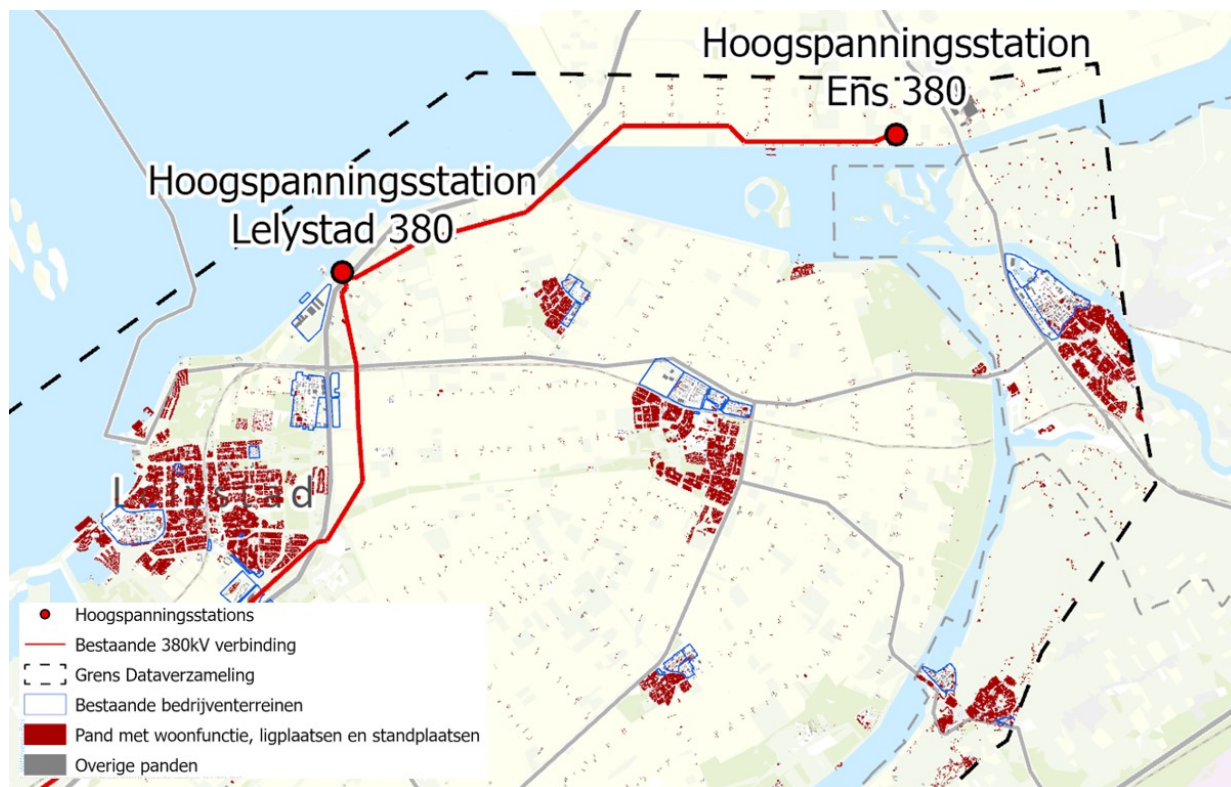 Hoogspanningsstation
Ens 380
Hoogspanningsstation
Lelystad 380
Lelystad
Hoogspanningsstations
Bestaande 380kV verbinding
Grens Dataverzameling
Bestaande bedrijventerreinen
Pand met woonfunctie, ligplaatsen en standplaatsen
Overige panden